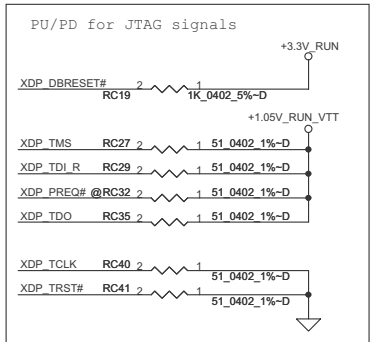 PU/PD for JTAG signals
+3.3V_RUN
XDP_DBRESET# 2 1
RC19 1K_0402_5%~D
+1.05V_RUN_VTT
XDP_TMS RC27 2 1 51_0402_1%~D
XDP_TDI_R RC29 2 1 51_0402_1%~D
XDP_PREQ# @RC32 2 1 51_0402_1%~D
XDP_TDO RC35 2 1 51_0402_1%~D
XDP_TCLK RC40 2 1
51_0402_1%~D
XDP_TRST# RC41 2 1
51_0402_1%~D